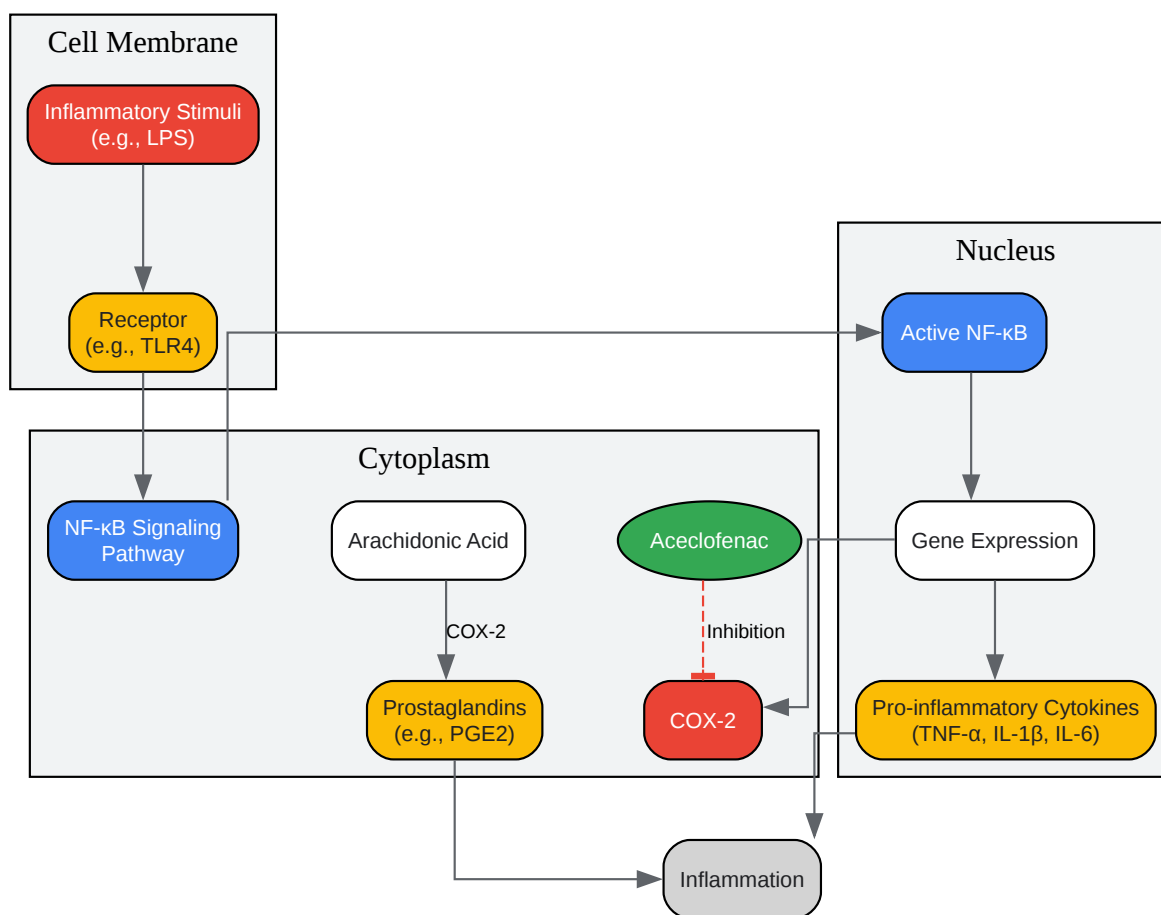 Cell Membrane
Inflammatory Stimuli
(e.g., LPS)
Receptor
(e.g., TLR4)
Nucleus
Active NF-κB
Cytoplasm
NF-κB Signaling
Pathway
Arachidonic Acid
Aceclofenac
Gene Expression
COX-2
Inhibition
Prostaglandins
(e.g., PGE2)
COX-2
Pro-inflammatory Cytokines
(TNF-α, IL-1β, IL-6)
Inflammation